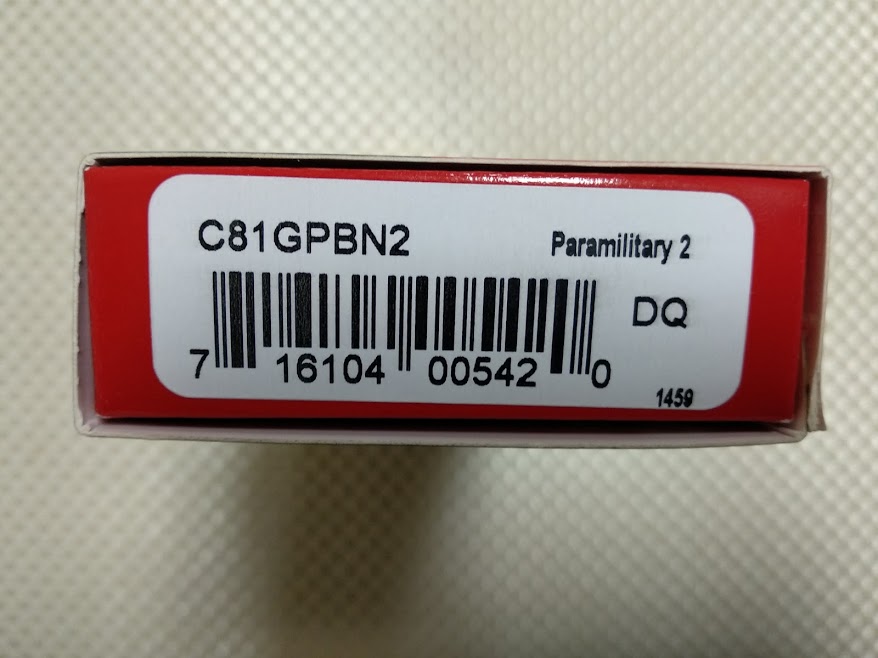 C81GPBN2
Paramilitary 2
DQ
7 16104 00542 0
1459